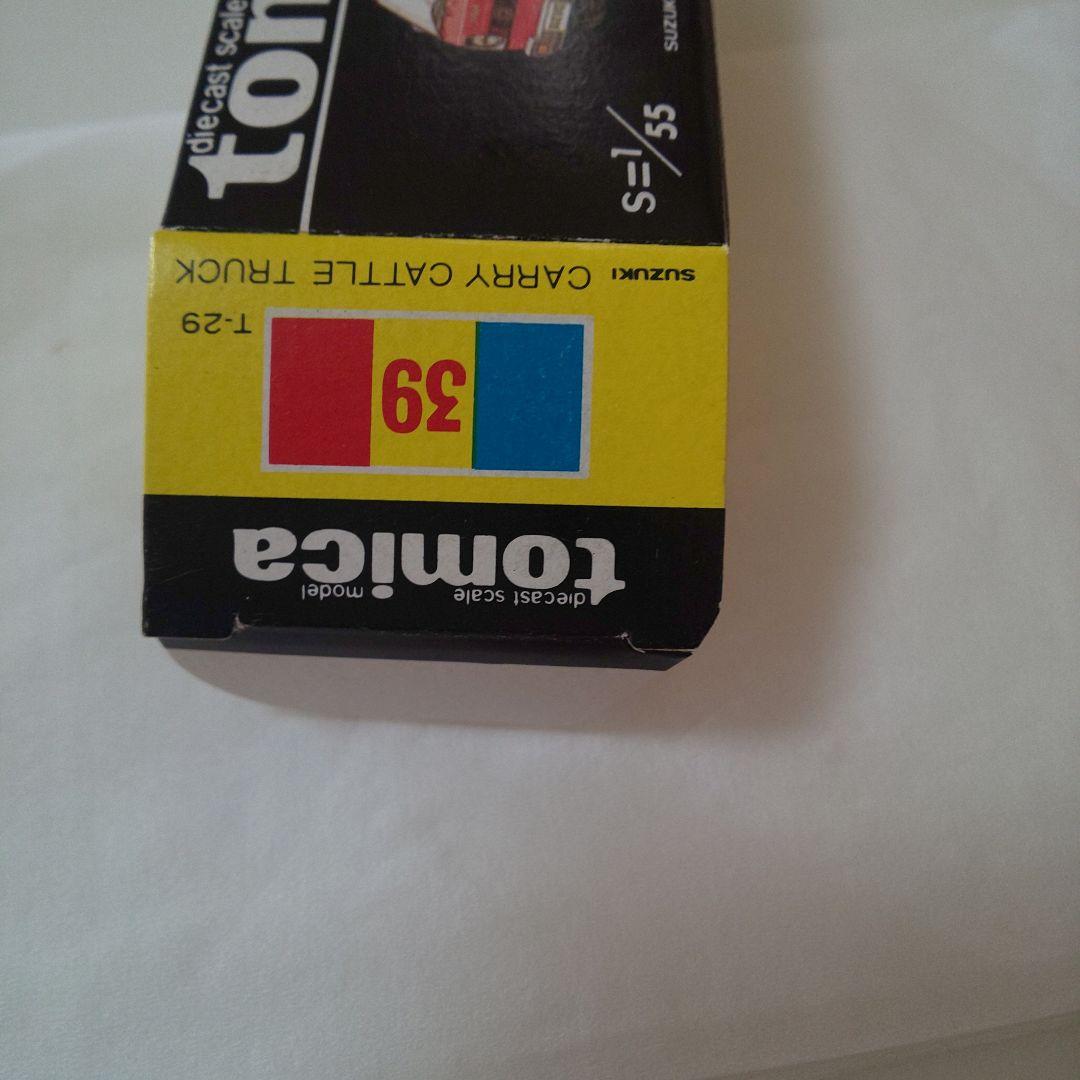 diecast scale
tom
SUZUKI
S=1/55
SUZUKI CARRY CATTLE TRUCK
T-29
39
tomica
diecast scale model